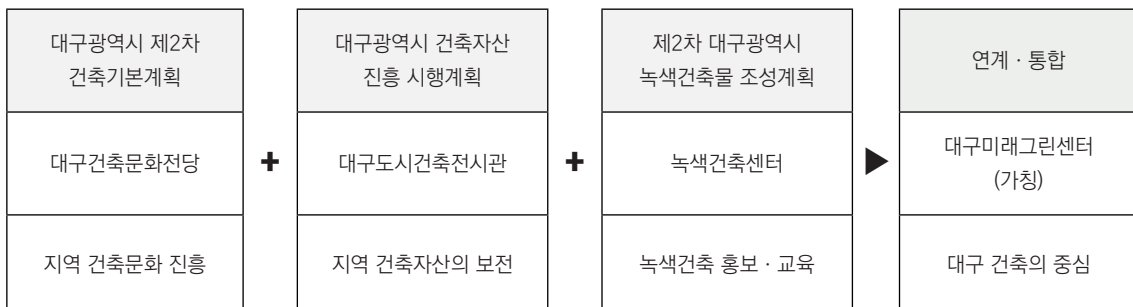 대구광역시 제2차
건축기본계획
대구건축문화전당
지역 건축문화 진흥
+
대구광역시 건축자산
진흥 시행계획
대구도시건축전시관
지역 건축자산의 보전
+
제2차 대구광역시
녹색건축물 조성계획
녹색건축센터
녹색건축 홍보 · 교육
▶
연계 · 통합
대구미래그린센터
(가칭)
대구 건축의 중심